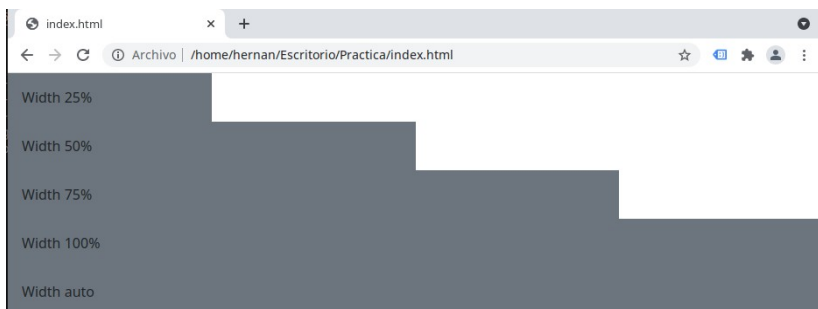 index.html
Archivo | /home/hernan/Escritorio/Practica/index.html
Width 25%
Width 50%
Width 75%
Width 100%
Width auto